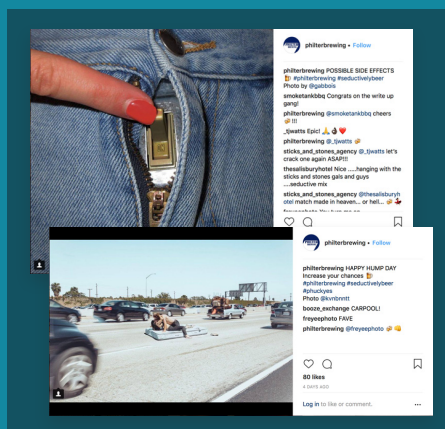 philterbrewing • Follow
philterbrewing POSSIBLE SIDE EFFECTS
#philterbrewing #seductivelybeer
Photo by @gabbois
smoketankbbq Congrats on the write up
gang!
philterbrewing @smoketankbbq cheers
!!!
_tjwatts Epic!
philterbrewing @_tjwatts
sticks_and_stones_agency @_tjwatts let's
crack one again ASAP!!!
thesalisburyhotel Nice .....hanging with the
sticks and stones gals and guys
....seductive mix
sticks_and_stones_agency @thesalisburyh
otel match made in heaven... or hell...
philterbrewing • Follow
philterbrewing HAPPY HUMP DAY
Increase your chances
#philterbrewing #seductivelybeer
#phuckyes
Photo @kvnbnntt
booze_exchange CARPOOL!
freyeephoto FAVE
philterbrewing @freyeephoto
80 likes
4 DAYS AGO
Log in to like or comment.